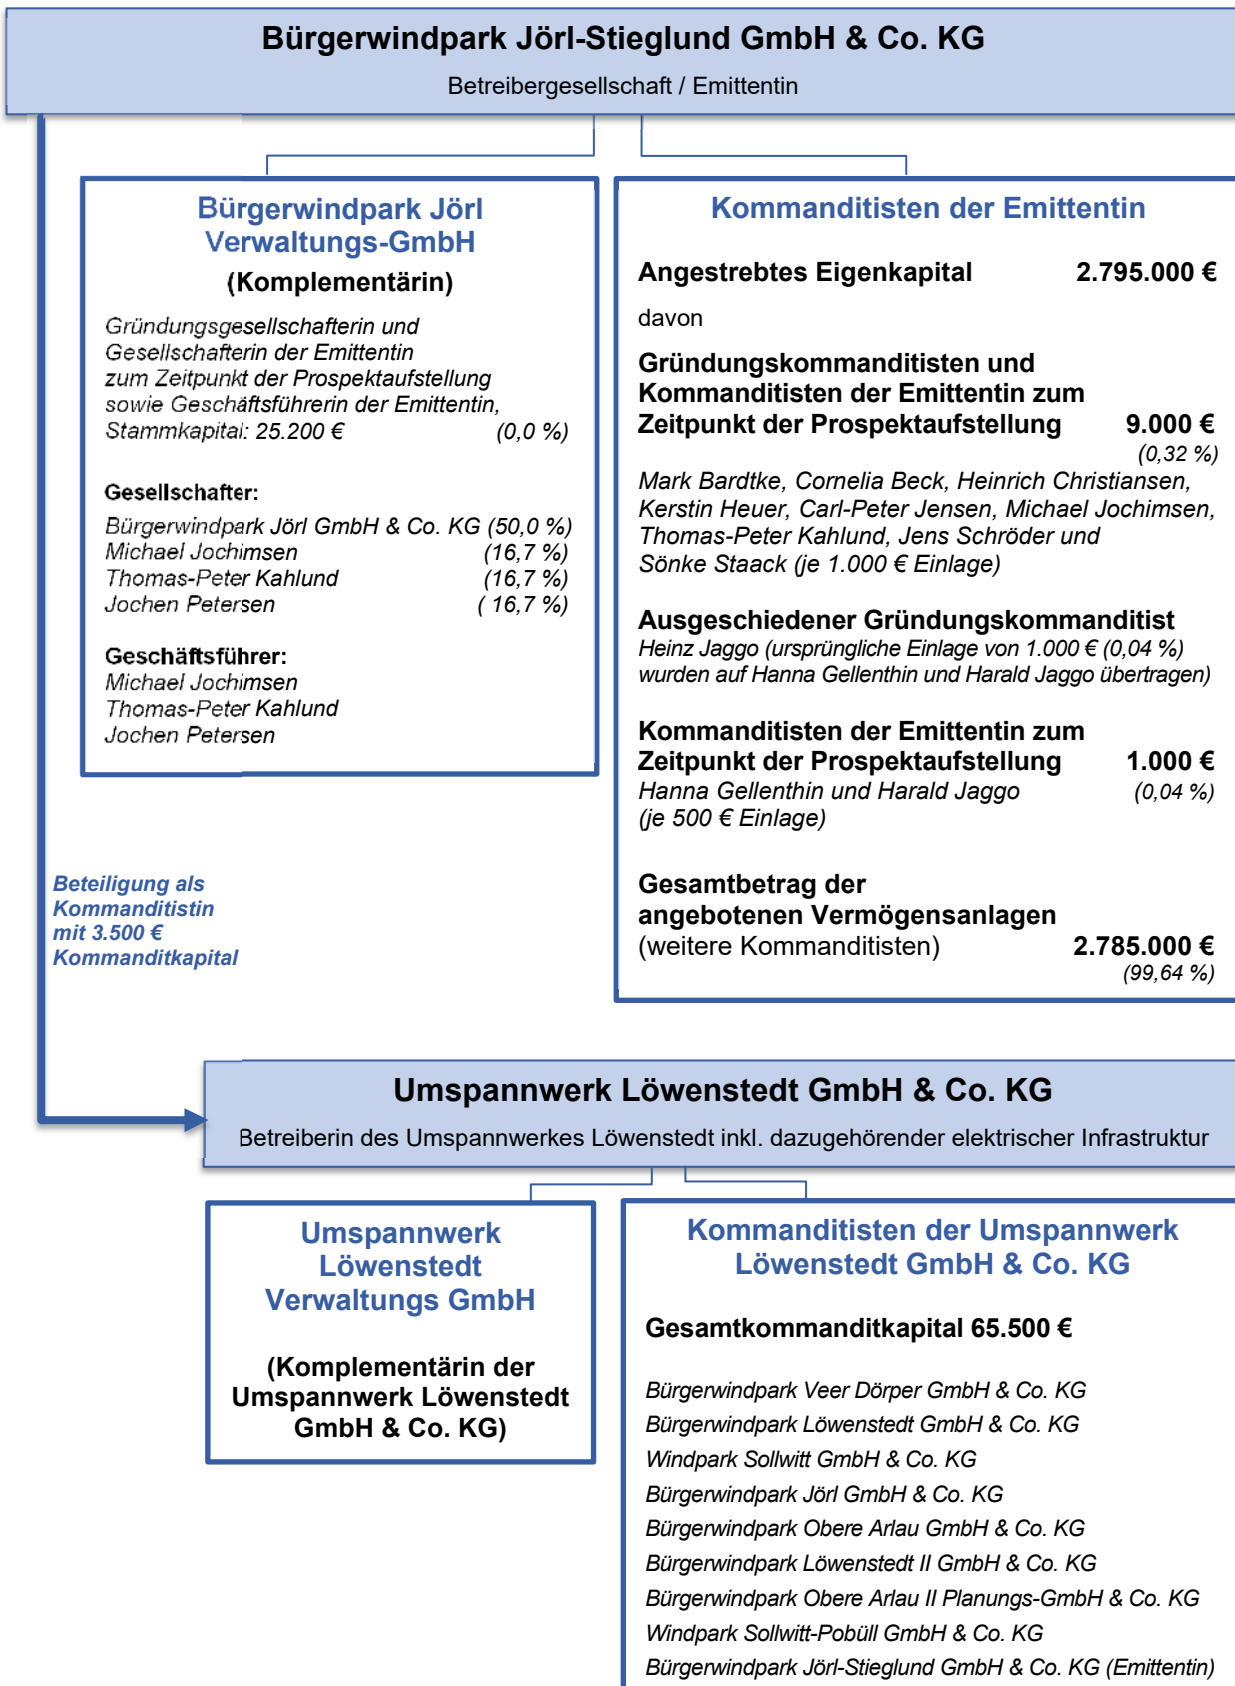 Bürgerwindpark Jörl-Stieglund GmbH & Co. KG
Betreibergesellschaft / Emittentin
Bürgerwindpark Jörl
Verwaltungs-GmbH
(Komplementärin)
Gründungsgesellschafterin und
Gesellschafterin der Emittentin
zum Zeitpunkt der Prospektaufstellung
sowie Geschäftsführerin der Emittentin,
Stammkapital: 25.200 € (0,0 %)
Gesellschafter:
Bürgerwindpark Jörl GmbH & Co. KG (50,0 %)
Michael Jochimsen (16,7 %)
Thomas-Peter Kahlund (16,7 %)
Jochen Petersen ( 16,7 %)
Geschäftsführer:
Michael Jochimsen
Thomas-Peter Kahlund
Jochen Petersen
Kommanditisten der Emittentin
Angestrebtes Eigenkapital 2.795.000 €
davon
Gründungskommanditisten und
Kommanditisten der Emittentin zum
Zeitpunkt der Prospektaufstellung 9.000 €
(0,32 %)
Mark Bardtke, Cornelia Beck, Heinrich Christiansen,
Kerstin Heuer, Carl-Peter Jensen, Michael Jochimsen,
Thomas-Peter Kahlund, Jens Schröder und
Sönke Staack (je 1.000 € Einlage)
Ausgeschiedener Gründungskommanditist
Heinz Jaggo (ursprüngliche Einlage von 1.000 € (0,04 %)
wurden auf Hanna Gellenthin und Harald Jaggo übertragen)
Kommanditisten der Emittentin zum
Zeitpunkt der Prospektaufstellung 1.000 €
Hanna Gellenthin und Harald Jaggo (0,04 %)
(je 500 € Einlage)
Gesamtbetrag der
angebotenen Vermögensanlagen
(weitere Kommanditisten) 2.785.000 €
(99,64 %)
Beteiligung als
Kommanditistin
mit 3.500 €
Kommanditkapital
Umspannwerk Löwenstedt GmbH & Co. KG
Betreiberin des Umspannwerkes Löwenstedt inkl. dazugehörender elektrischer Infrastruktur
Umspannwerk
Löwenstedt
Verwaltungs GmbH
(Komplementärin der
Umspannwerk Löwenstedt
GmbH & Co. KG)
Kommanditisten der Umspannwerk
Löwenstedt GmbH & Co. KG
Gesamtkommanditkapital 65.500 €
Bürgerwindpark Veer Dörper GmbH & Co. KG
Bürgerwindpark Löwenstedt GmbH & Co. KG
Windpark Sollwitt GmbH & Co. KG
Bürgerwindpark Jörl GmbH & Co. KG
Bürgerwindpark Obere Arlau GmbH & Co. KG
Bürgerwindpark Löwenstedt II GmbH & Co. KG
Bürgerwindpark Obere Arlau II Planungs-GmbH & Co. KG
Windpark Sollwitt-Pobüll GmbH & Co. KG
Bürgerwindpark Jörl-Stieglund GmbH & Co. KG (Emittentin)